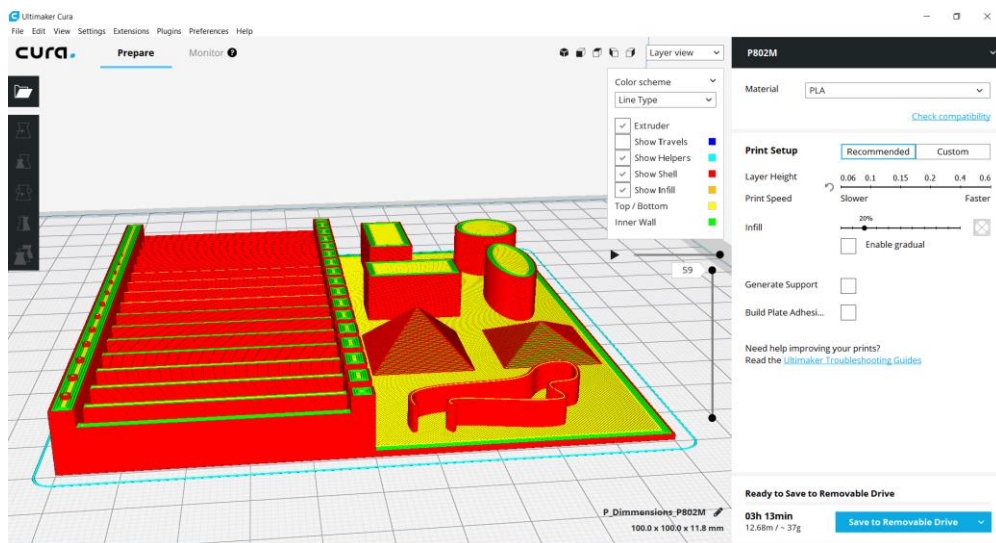 Ultimaker Cura
File Edit View Settings Extensions Plugins Preferences Help
cura. Prepare Monitor ?
Layer view
P802M
Color scheme
Line Type
Extruder
Show Travels
Show Helpers
Show Shell
Show Infill
Top / Bottom
Inner Wall
59
Material PLA
Check compatibility
Print Setup Recommended Custom
Layer Height 0.06 0.1 0.15 0.2 0.4 0.6
Print Speed Slower Faster
Infill 20%
Enable gradual
Generate Support
Build Plate Adhesi...
Need help improving your prints?
Read the Ultimaker Troubleshooting Guides
P_Dimmensions_P802M
100.0 x 100.0 x 11.8 mm
Ready to Save to Removable Drive
03h 13min
12.68m / ~ 37g
Save to Removable Drive